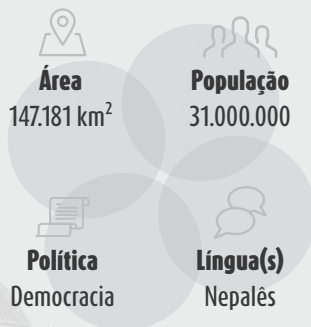 Área
147.181 km²
População
31.000.000
Política
Democracia
Língua(s)
Nepalês